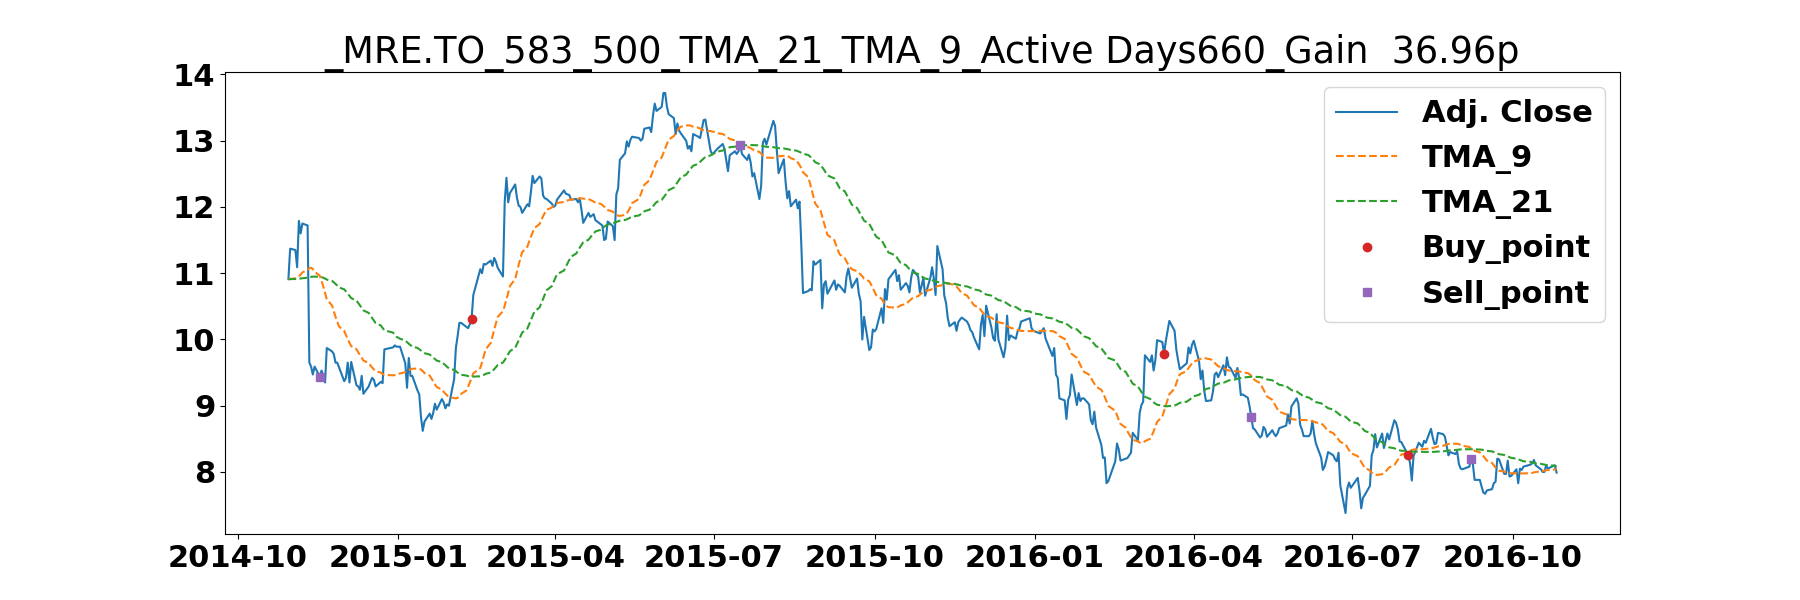 _MRE.TO_583_500_TMA_21_TMA_9_Active Days660_Gain  36.96p
14
13
12
11
10
9
8
Adj. Close
TMA_9
TMA_21
Buy_point
Sell_point
2014-10 2015-01 2015-04 2015-07 2015-10 2016-01 2016-04 2016-07 2016-10